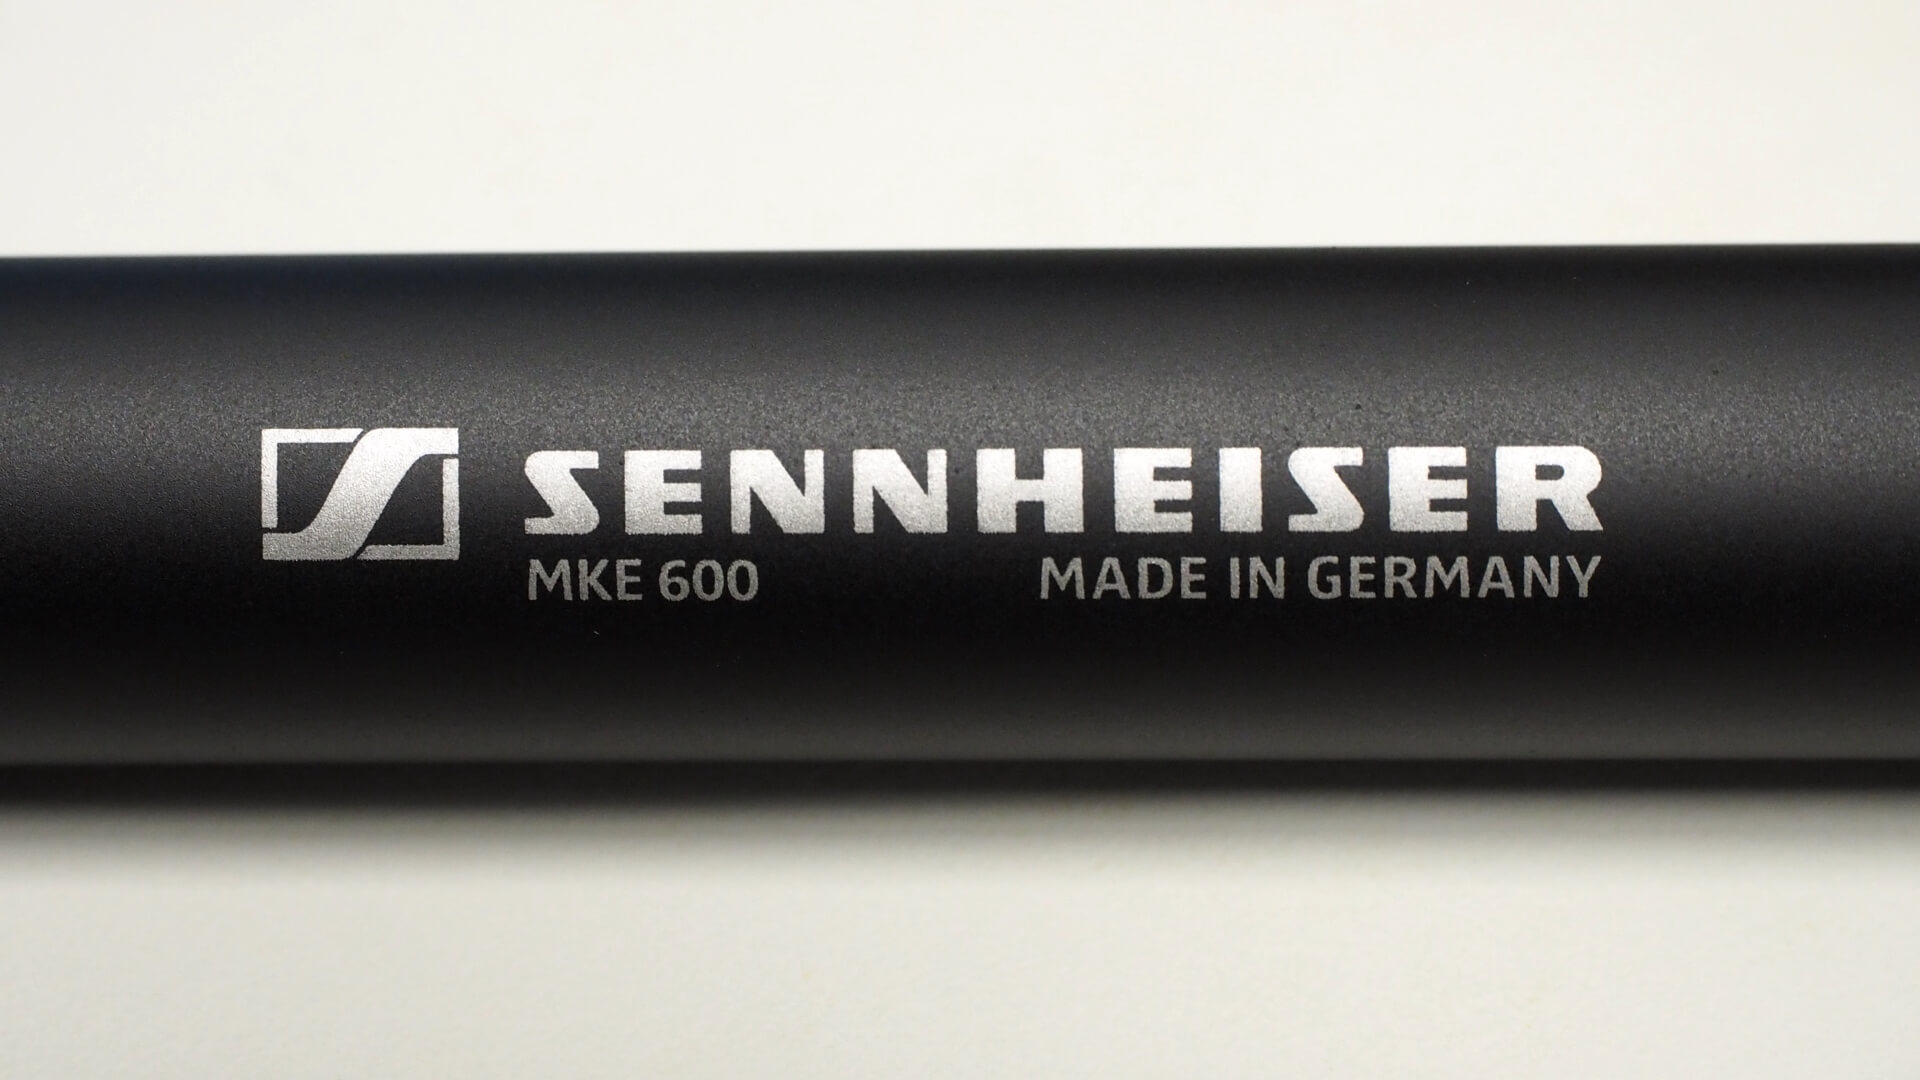 SENNHEISER
MKE 600 MADE IN GERMANY